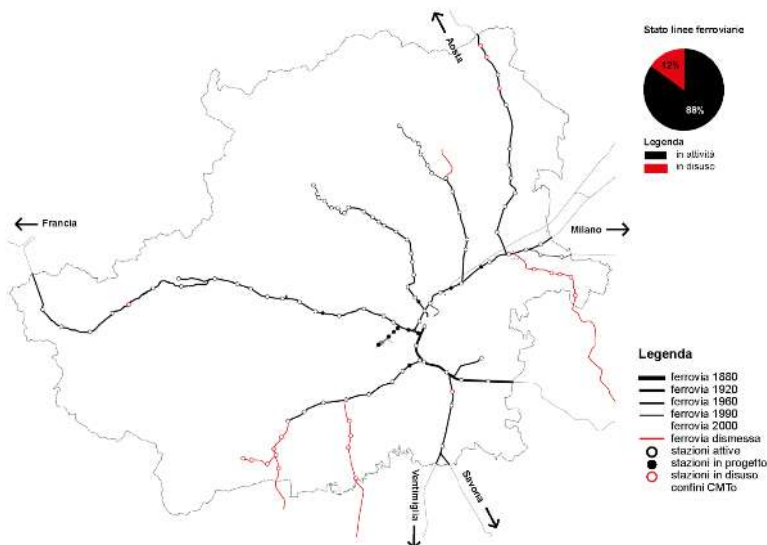 Stato linee ferroviarie
12%
88%
Legenda
in attività
in disuso
Aosta
Francia
Milano
Ventimiglia
Savona
Legenda
ferrovia 1880
ferrovia 1920
ferrovia 1960
ferrovia 1990
ferrovia 2000
ferrovia dismessa
stazioni attive
stazioni in progetto
stazioni in disuso
confini CMTo